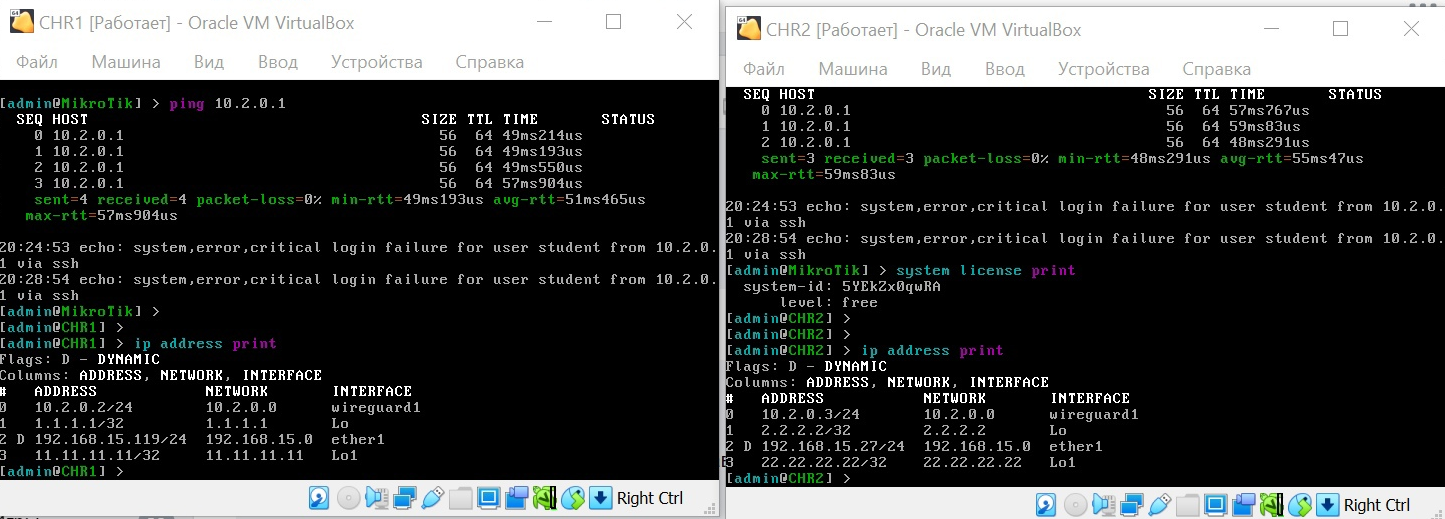 CHR1 [Работает] - Oracle VM VirtualBox
Файл Машина Вид Ввод Устройства Справка
[admin@MikroTik] > ping 10.2.0.1
SEQ HOST SIZE TTL TIME STATUS
0 10.2.0.1 56 64 49ms214us
1 10.2.0.1 56 64 49ms193us
2 10.2.0.1 56 64 49ms550us
3 10.2.0.1 56 64 57ms904us
sent=4 received=4 packet-loss=0% min-rtt=49ms193us avg-rtt=51ms465us
max-rtt=57ms904us
20:24:53 echo: system,error,critical login failure for user student from 10.2.0.
1 via ssh
20:28:54 echo: system,error,critical login failure for user student from 10.2.0.
1 via ssh
[admin@MikroTik] >
[admin@CHR1] >
[admin@CHR1] > ip address print
Flags: D - DYNAMIC
Columns: ADDRESS, NETWORK, INTERFACE
# ADDRESS NETWORK INTERFACE
0 10.2.0.2/24 10.2.0.0 wireguard1
1 1.1.1.1/32 1.1.1.1 Lo
2 D 192.168.15.119/24 192.168.15.0 ether1
3 11.11.11.11/32 11.11.11.11 Lo1
[admin@CHR1] >
Right Ctrl
CHR2 [Работает] - Oracle VM VirtualBox
Файл Машина Вид Ввод Устройства Справка
SEQ HOST SIZE TTL TIME STATUS
0 10.2.0.1 56 64 57ms767us
1 10.2.0.1 56 64 59ms83us
2 10.2.0.1 56 64 48ms291us
sent=3 received=3 packet-loss=0% min-rtt=48ms291us avg-rtt=55ms47us
max-rtt=59ms83us
20:24:53 echo: system,error,critical login failure for user student from 10.2.0.
1 via ssh
20:28:54 echo: system,error,critical login failure for user student from 10.2.0.
1 via ssh
[admin@MikroTik] > system license print
system-id: 5YEkZx0qwRA
level: free
[admin@CHR2] >
[admin@CHR2] >
[admin@CHR2] > ip address print
Flags: D - DYNAMIC
Columns: ADDRESS, NETWORK, INTERFACE
# ADDRESS NETWORK INTERFACE
0 10.2.0.3/24 10.2.0.0 wireguard1
1 2.2.2.2/32 2.2.2.2 Lo
2 D 192.168.15.27/24 192.168.15.0 ether1
3 22.22.22.22/32 22.22.22.22 Lo1
[admin@CHR2] >
Right Ctrl